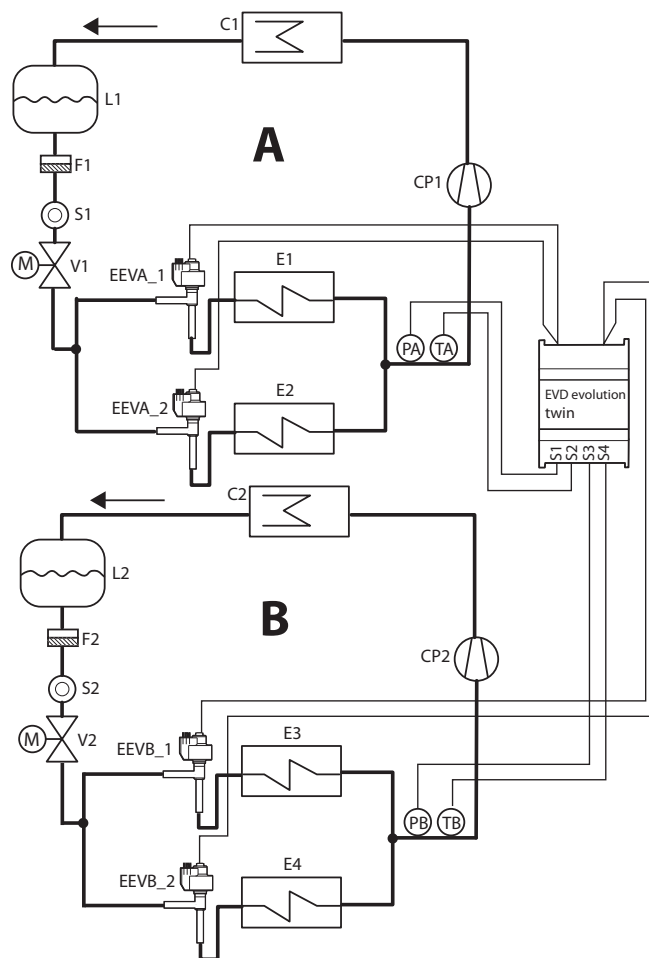 C1
L1
A
F1
CP1
S1
M
V1
EEVA_1
E1
PA
TA
EEVA_2
E2
EVD evolution
twin
S1
S2
S3
S4
C2
L2
B
F2
CP2
S2
M
V2
EEVB_1
E3
PB
TB
EEVB_2
E4